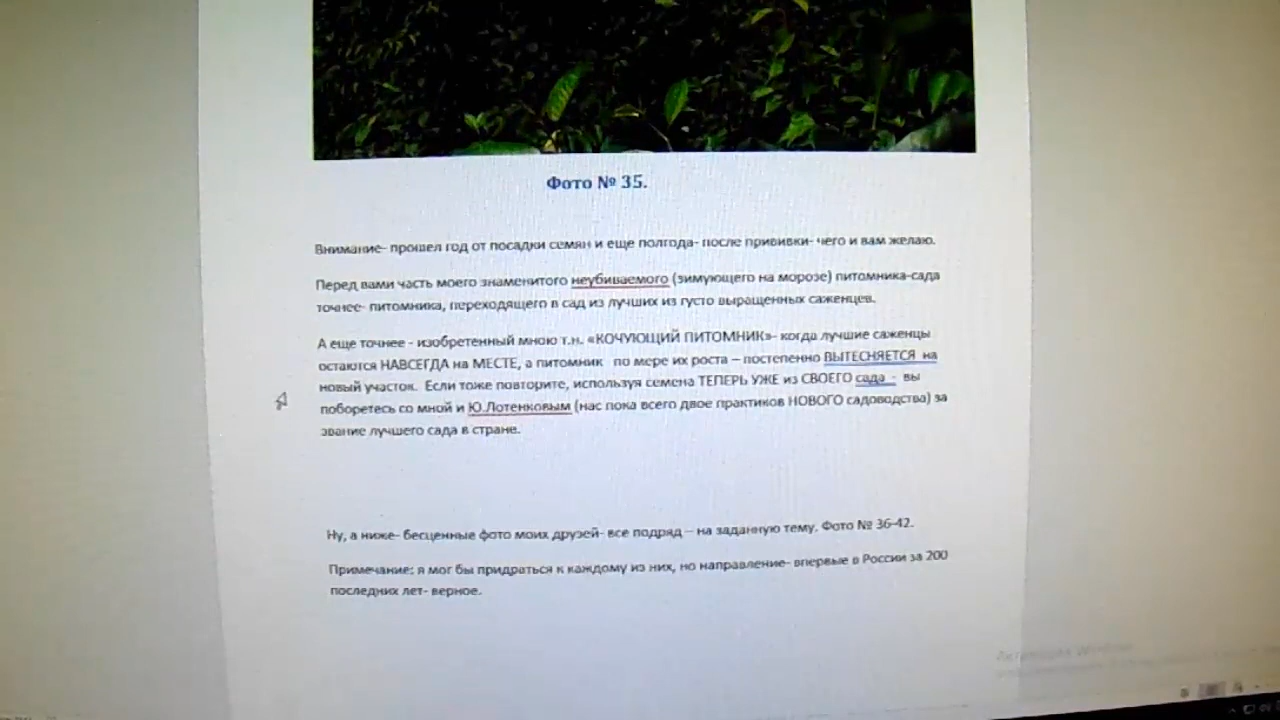 Фото № 35.
Внимание- прошел год от посадки семян и еще полгода- после прививки- чего и вам желаю.
Перед вами часть моего знаменитого неубиваемого (зимующего на морозе) питомника-сада
точнее- питомника, переходящего в сад из лучших из густо выращенных саженцев.
А еще точнее - изобретенный мною т.н. «КОЧУЮЩИЙ ПИТОМНИК»- когда лучшие саженцы
остаются НАВСЕГДА на МЕСТЕ, а питомник по мере их роста – постепенно ВЫТЕСНЯЕТСЯ на
новый участок. Если тоже повторите, используя семена ТЕПЕРЬ УЖЕ из СВОЕГО сада - вы
поборетесь со мной и Ю.Лотенковым (нас пока всего двое практиков НОВОГО садоводства) за
звание лучшего сада в стране.
Ну, а ниже- бесценные фото моих друзей- все подряд – на заданную тему. Фото № 36-42.
Примечание: я мог бы придраться к каждому из них, но направление- впервые в России за 200
последних лет- верное.